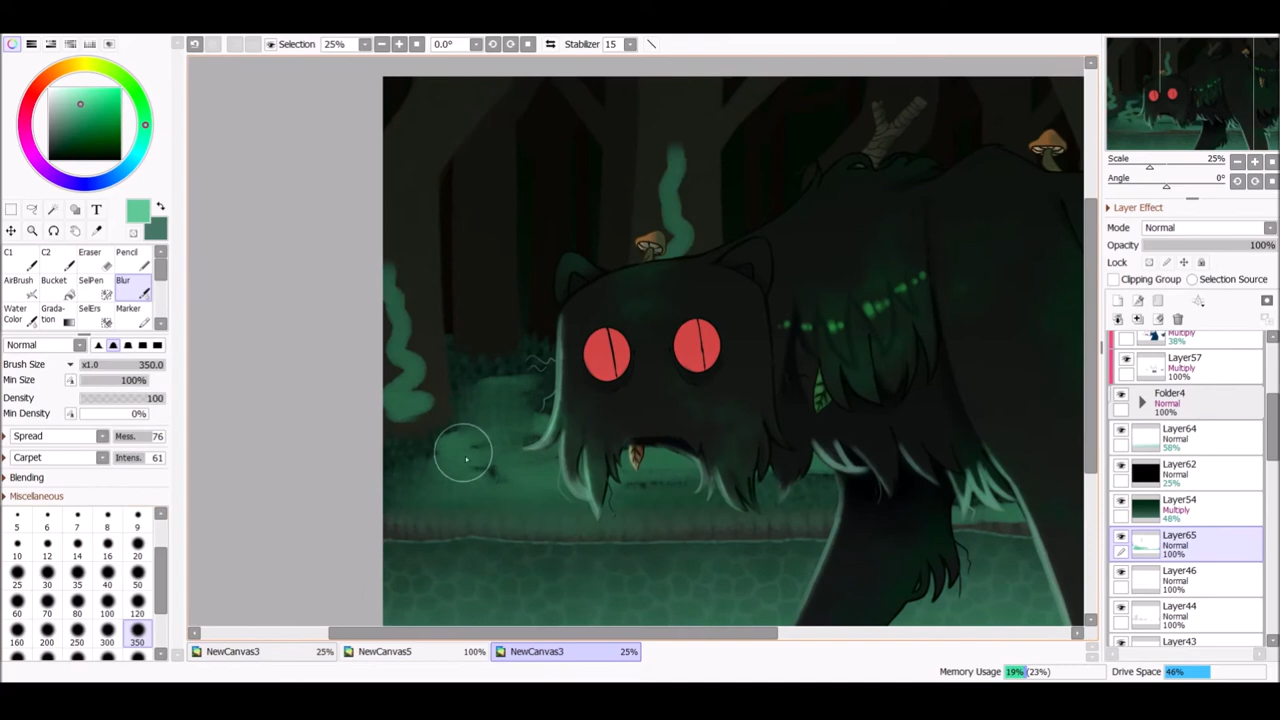 Selection 25% 0.0° Stabilizer 15
Scale 25%
Angle 0°
Layer Effect
Mode Normal
Opacity 100%
Lock
Clipping Group Selection Source
T
C1 C2 Eraser Pencil
AirBrush Bucket SelPen Blur
Water Color Grada-tion SelErs Marker
Normal
Brush Size x1.0 350.0
Min Size 100%
Density 100
Min Density 0%
Spread Mess. 76
Carpet Intens. 61
Blending
Miscellaneous
5 6 7 8 9
10 12 14 16 20
25 30 35 40 50
60 70 80 100 120
160 200 250 300 350
Multiply
38%
Layer57
Multiply
100%
Folder4
Normal
100%
Layer64
Normal
58%
Layer62
Normal
25%
Layer54
Multiply
48%
Layer65
Normal
100%
Layer46
Normal
100%
Layer44
Normal
100%
Layer43
NewCanvas3 25% NewCanvas5 100% NewCanvas3 25%
Memory Usage 19% (23%) Drive Space 46%